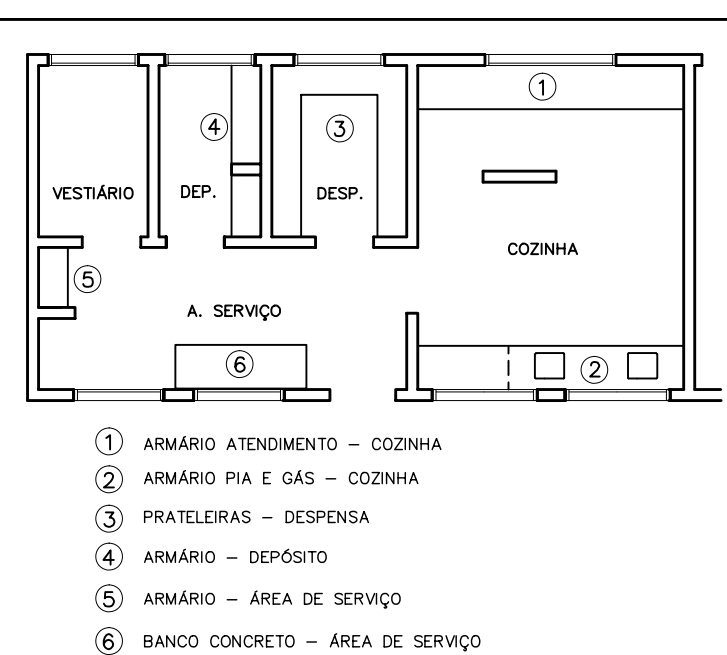 1
4
3
VESTIÁRIO DEP. DESP.
COZINHA
5
A. SERVIÇO
6
2
1 ARMÁRIO ATENDIMENTO – COZINHA
2 ARMÁRIO PIA E GÁS – COZINHA
3 PRATELEIRAS – DESPENSA
4 ARMÁRIO – DEPÓSITO
5 ARMÁRIO – ÁREA DE SERVIÇO
6 BANCO CONCRETO – ÁREA DE SERVIÇO